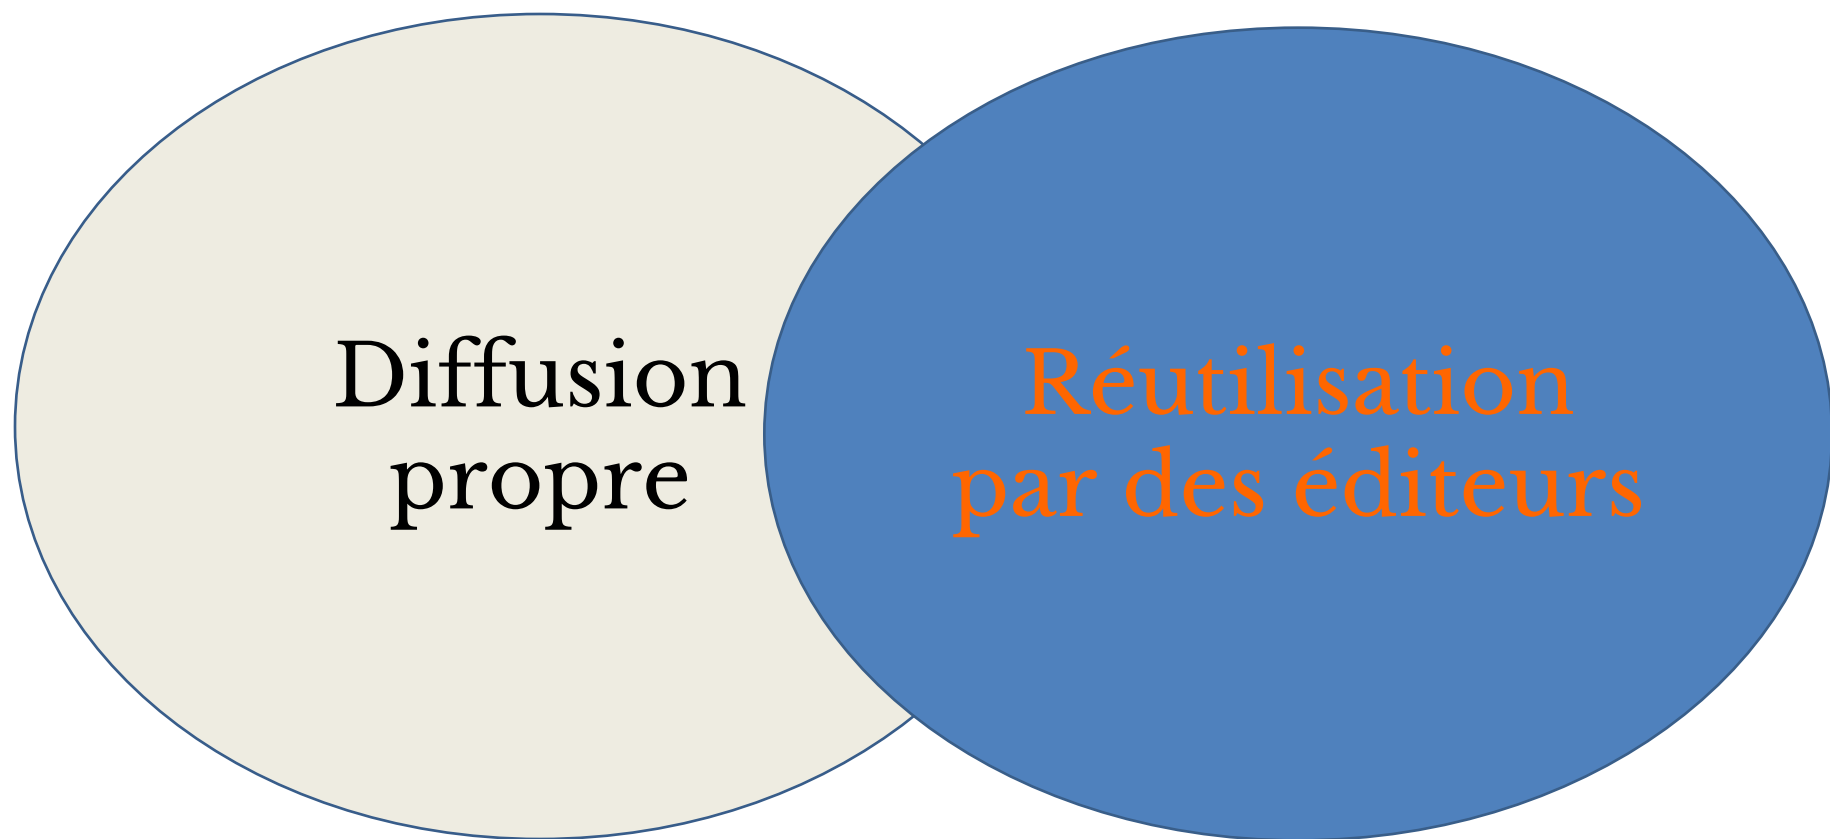 Diffusion
propre
Réutilisation
par des éditeurs